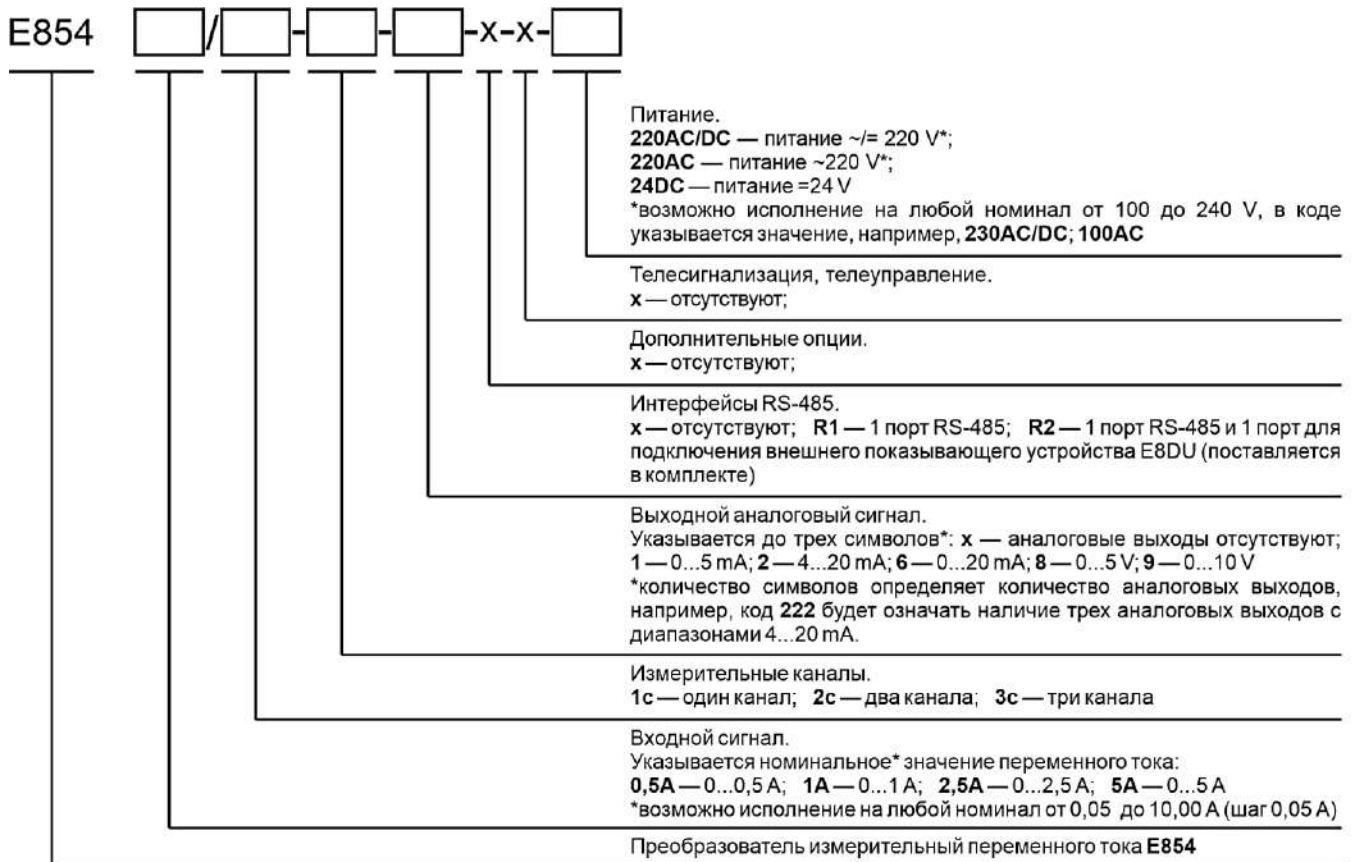 E854 / - - -x-x-
Питание.
220AC/DC — питание ~/= 220 V*;
220AC — питание ~220 V*;
24DC — питание =24 V
*возможно исполнение на любой номинал от 100 до 240 V, в коде
указывается значение, например, 230AC/DC; 100AC
Телесигнализация, телеуправление.
x — отсутствуют;
Дополнительные опции.
x — отсутствуют;
Интерфейсы RS-485.
x — отсутствуют; R1 — 1 порт RS-485; R2 — 1 порт RS-485 и 1 порт для
подключения внешнего показывающего устройства E8DU (поставляется
в комплекте)
Выходной аналоговый сигнал.
Указывается до трех символов*: x — аналоговые выходы отсутствуют;
1 — 0...5 mA; 2 — 4...20 mA; 6 — 0...20 mA; 8 — 0...5 V; 9 — 0...10 V
*количество символов определяет количество аналоговых выходов,
например, код 222 будет означать наличие трех аналоговых выходов с
диапазонами 4...20 mA.
Измерительные каналы.
1c — один канал; 2c — два канала; 3c — три канала
Входной сигнал.
Указывается номинальное* значение переменного тока:
0,5A — 0...0,5 A; 1A — 0...1 A; 2,5A — 0...2,5 A; 5A — 0...5 A
*возможно исполнение на любой номинал от 0,05 до 10,00 A (шаг 0,05 A)
Преобразователь измерительный переменного тока E854